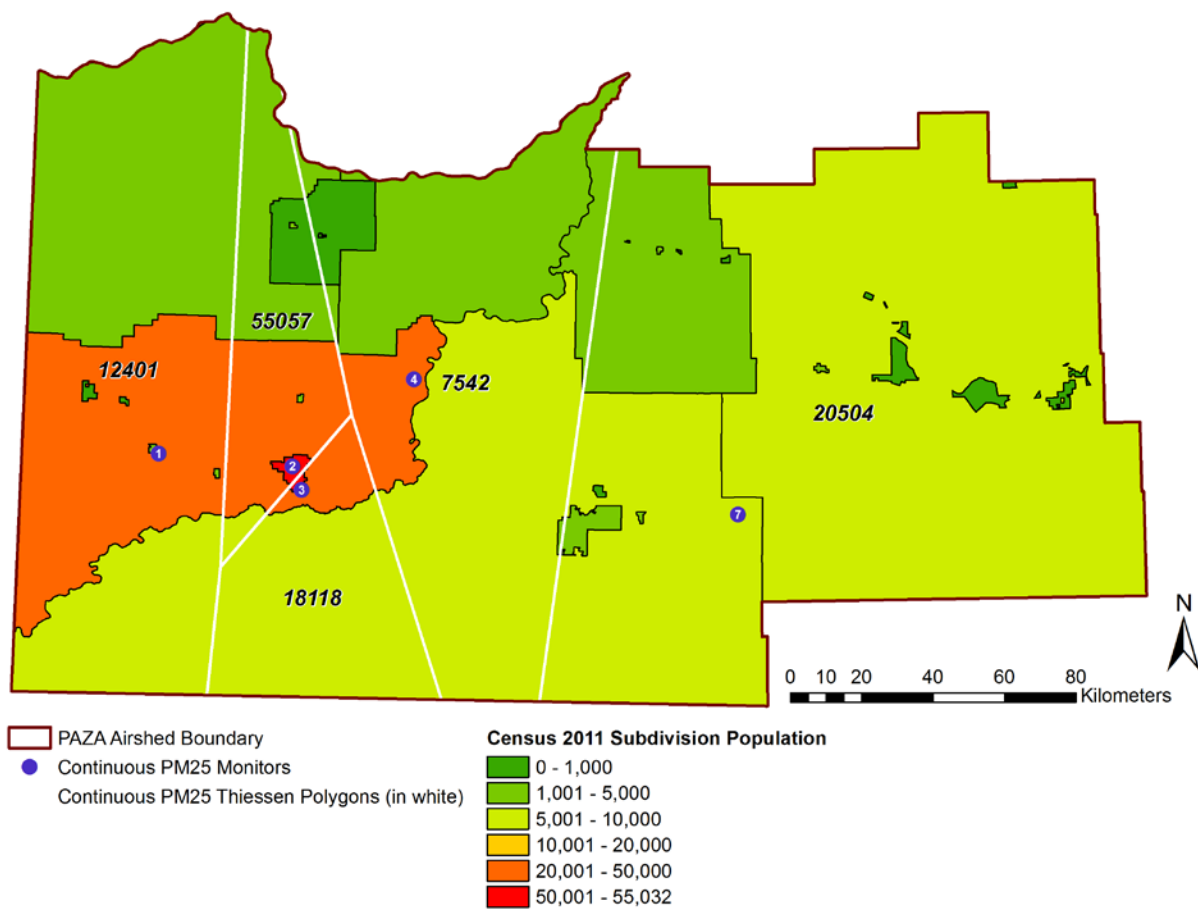 55057
12401
4
7542
20504
1
2
3
7
18118
N
0 10 20 40 60 80
Kilometers
PAZA Airshed Boundary
Continuous PM25 Monitors
Continuous PM25 Thiessen Polygons (in white)
Census 2011 Subdivision Population
0 - 1,000
1,001 - 5,000
5,001 - 10,000
10,001 - 20,000
20,001 - 50,000
50,001 - 55,032